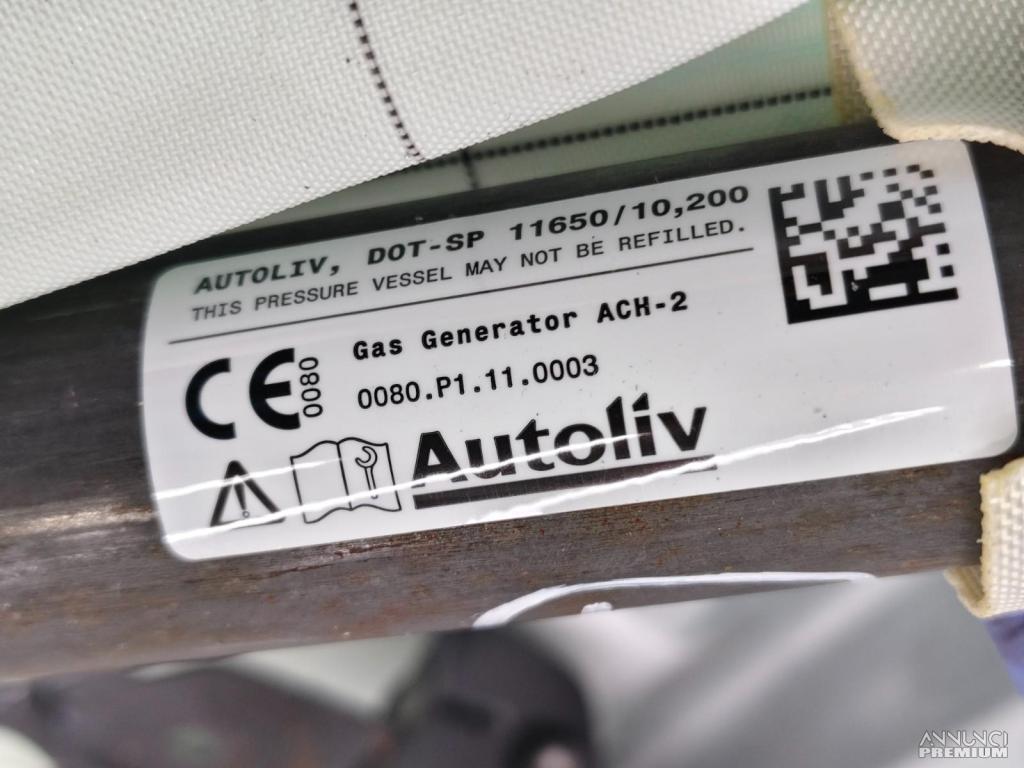 AUTOLIV, DOT-SP 11650/10,200
THIS PRESSURE VESSEL MAY NOT BE REFILLED.
CE 0080
Gas Generator ACH-2
0080.P1.11.0003
Autoliv
ANNUNCI
PREMIUM